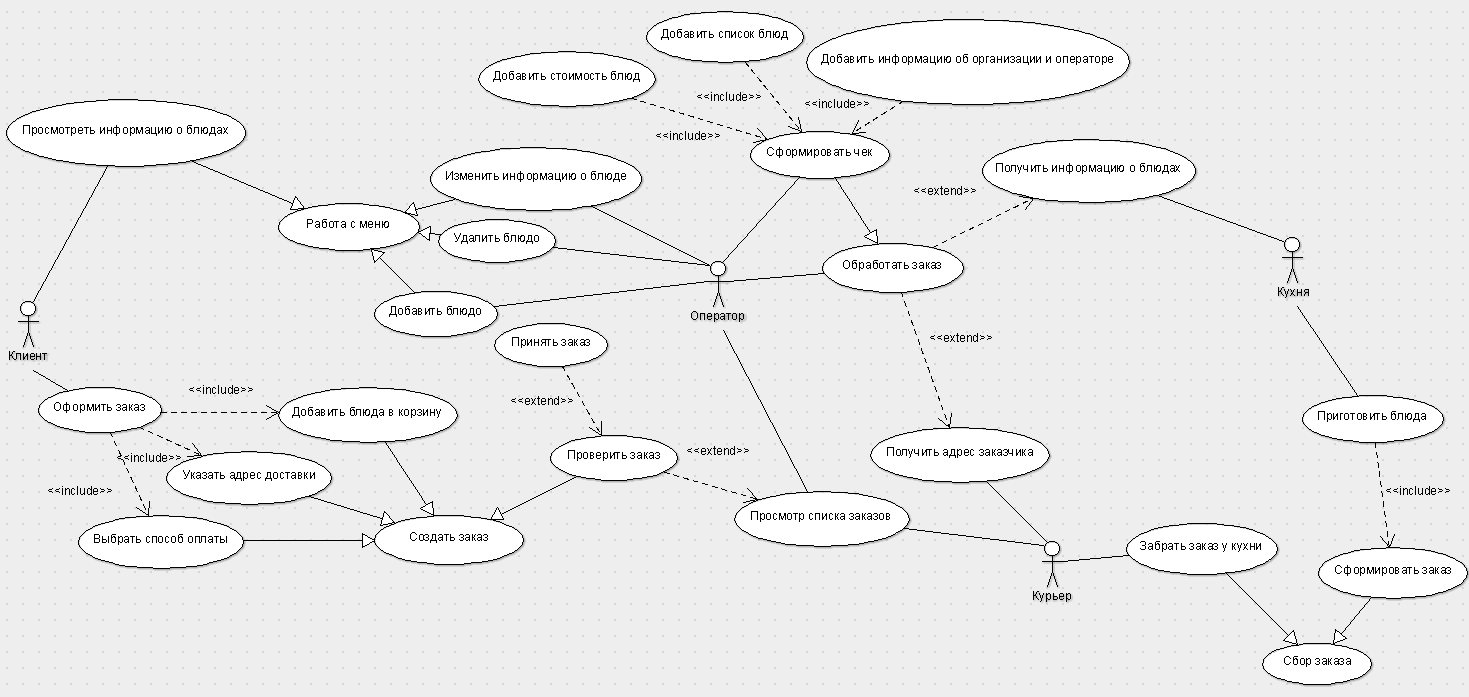 Добавить список блюд
Добавить информацию об организации и операторе
Добавить стоимость блюд
<<include>>
<<include>>
<<include>>
Просмотреть информацию о блюдах
Сформировать чек
Получить информацию о блюдах
Изменить информацию о блюде
<<extend>>
Работа с меню
Удалить блюдо
Обработать заказ
Кухня
Добавить блюдо
Оператор
Принять заказ
<<extend>>
Клиент
<<include>>
<<extend>>
Оформить заказ
Добавить блюда в корзину
Приготовить блюда
Проверить заказ
<<extend>>
Получить адрес заказчика
<<include>>
Указать адрес доставки
<<include>>
<<include>>
Просмотр списка заказов
Выбрать способ оплаты
Создать заказ
Забрать заказ у кухни
Сформировать заказ
Курьер
Сбор заказа